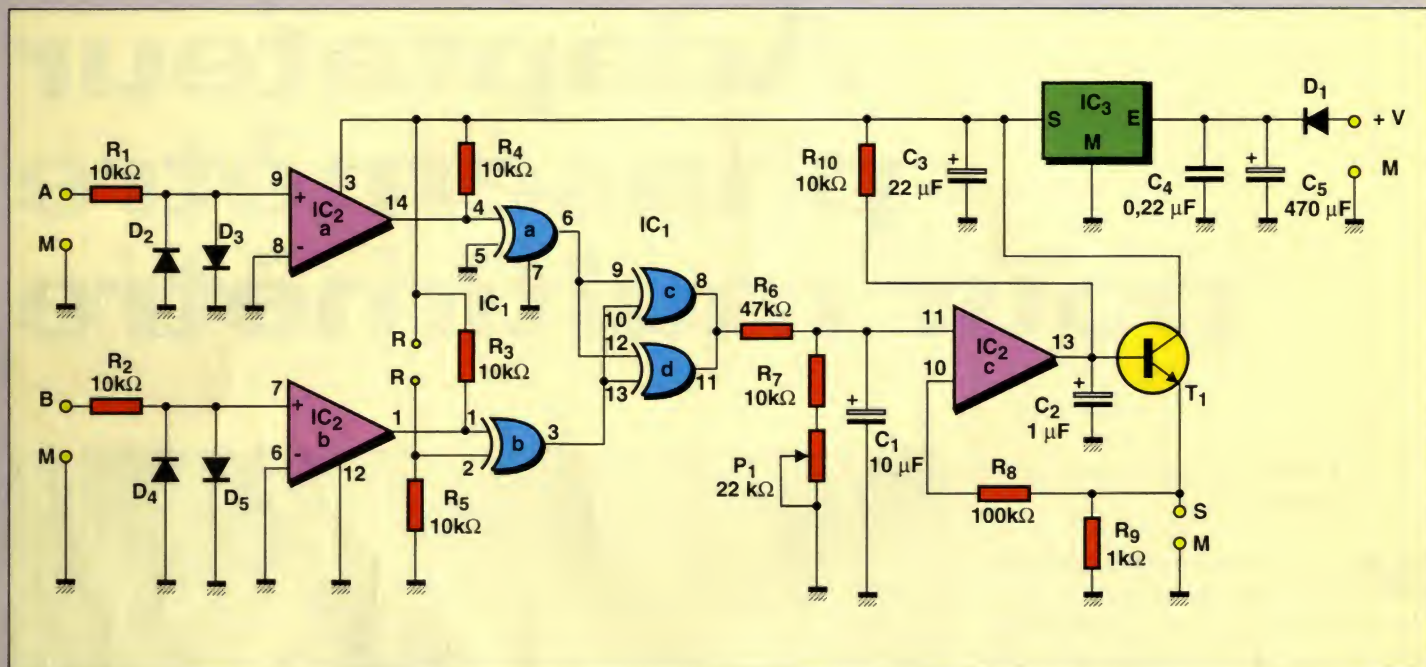 IC3
S
E
M
D1
+ V
M
R1
10kΩ
A
M
D2
D3
9
+
IC2
a
8
-
3
14
R4
10kΩ
4
5
a
6
7
IC1
IC1
9
10
c
8
12
13
d
11
R6
47kΩ
R10
10kΩ
C3
22 µF
+
C4
0,22 µF
+
C5
470 µF
R2
10kΩ
B
M
D4
D5
7
+
IC2
b
6
-
12
1
R
R
R3
10kΩ
1
2
b
3
R5
10kΩ
R7
10kΩ
P1
22 kΩ
+
C1
10 µF
11
10
IC2
c
13
T1
+
C2
1 µF
R8
100kΩ
R9
1kΩ
S
M